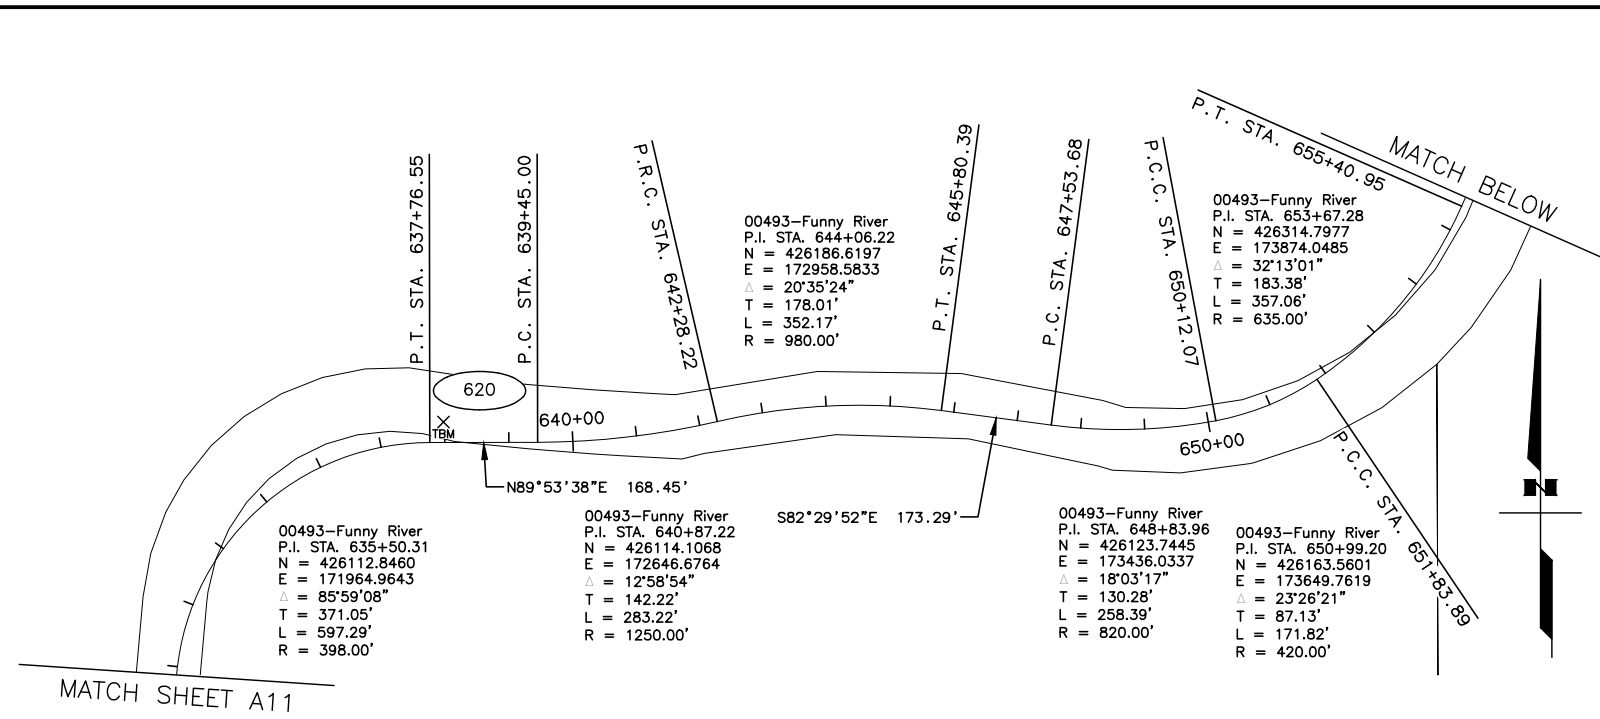 P.T. STA. 637+76.55
P.C. STA. 639+45.00
P.R.C. STA. 642+28.22
00493-Funny River
P.I. STA. 644+06.22
N = 426186.6197
E = 172958.5833
Δ = 20°35'24"
T = 178.01'
L = 352.17'
R = 980.00'
P.T. STA. 645+80.39
P.C. STA. 647+53.68
P.C.C. STA. 650+12.07
P.T. STA. 655+40.95
MATCH BELOW
00493-Funny River
P.I. STA. 653+67.28
N = 426314.7977
E = 173874.0485
Δ = 32°13'01"
T = 183.38'
L = 357.06'
R = 635.00'
620
TBM
640+00
650+00
N89°53'38"E 168.45'
S82°29'52"E 173.29'
P.C.C. STA. 651+83.89
N
00493-Funny River
P.I. STA. 635+50.31
N = 426112.8460
E = 171964.9643
Δ = 85°59'08"
T = 371.05'
L = 597.29'
R = 398.00'
00493-Funny River
P.I. STA. 640+87.22
N = 426114.1068
E = 172646.6764
Δ = 12°58'54"
T = 142.22'
L = 283.22'
R = 1250.00'
00493-Funny River
P.I. STA. 648+83.96
N = 426123.7445
E = 173436.0337
Δ = 18°03'17"
T = 130.28'
L = 258.39'
R = 820.00'
00493-Funny River
P.I. STA. 650+99.20
N = 426163.5601
E = 173649.7619
Δ = 23°26'21"
T = 87.13'
L = 171.82'
R = 420.00'
MATCH SHEET A11